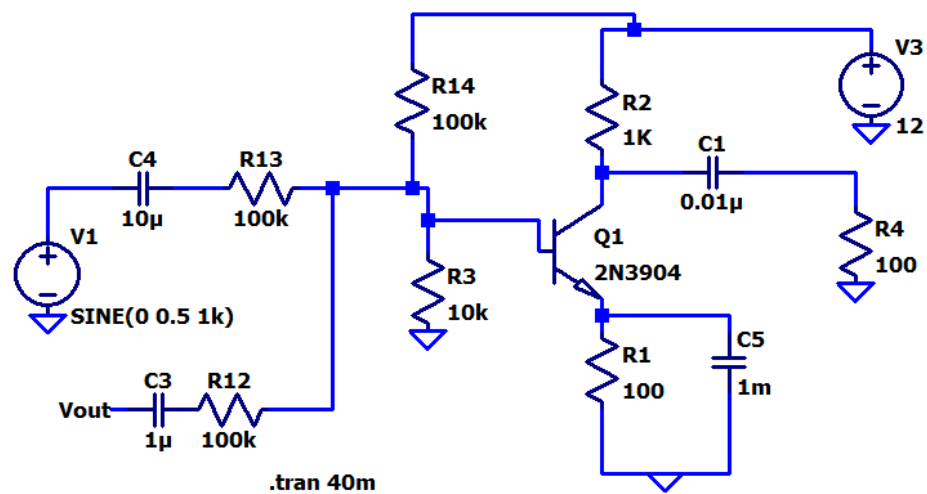 V3
12
R14
100k
R2
1K
C1
0.01µ
C4
10µ
R13
100k
V1
SINE(0 0.5 1k)
R3
10k
Q1
2N3904
R4
100
R1
100
C5
1m
Vout
C3
1µ
R12
100k
.tran 40m